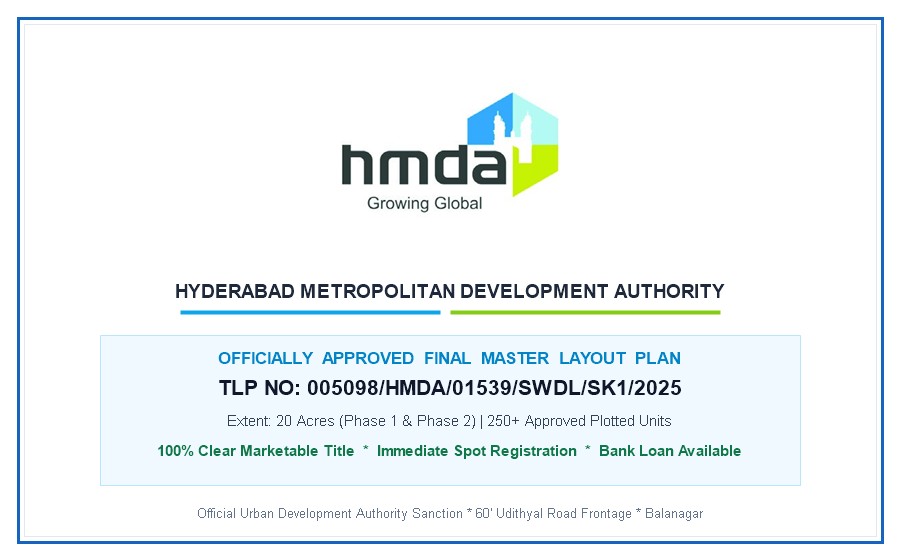 hmda
Growing Global
HYDERABAD METROPOLITAN DEVELOPMENT AUTHORITY
OFFICIALLY APPROVED FINAL MASTER LAYOUT PLAN
TLP NO: 005098/HMDA/01539/SWDL/SK1/2025
Extent: 20 Acres (Phase 1 & Phase 2) | 250+ Approved Plotted Units
100% Clear Marketable Title * Immediate Spot Registration * Bank Loan Available
Official Urban Development Authority Sanction * 60' Udithyal Road Frontage * Balanagar